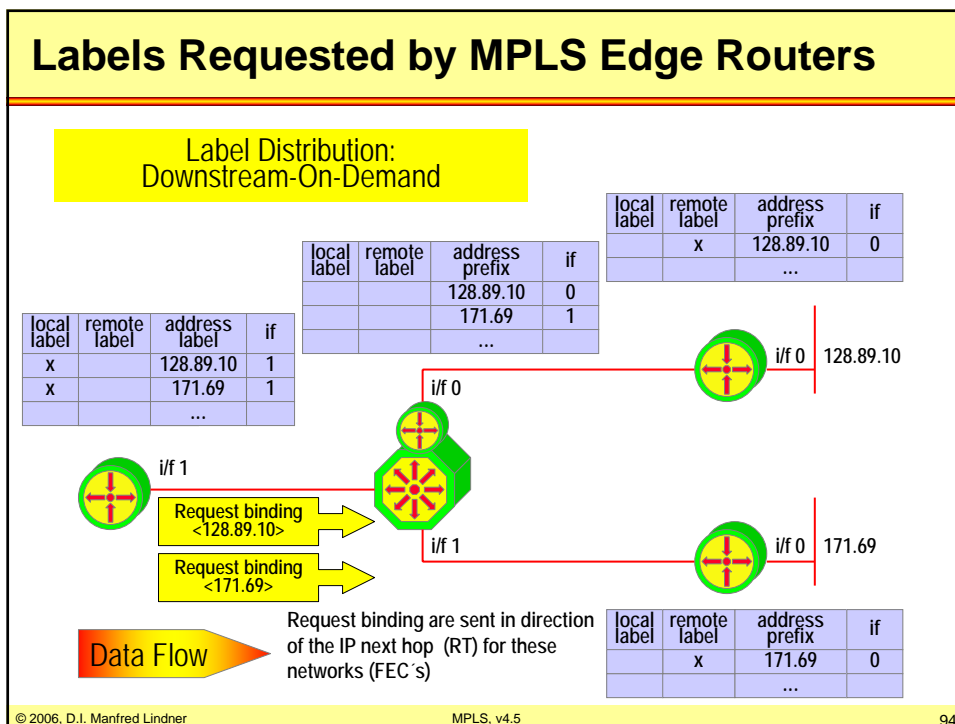 Labels Requested by MPLS Edge Routers
Label Distribution:
Downstream-On-Demand
local label remote label address prefix if
x 128.89.10 0
...
local label remote label address prefix if
128.89.10 0
171.69 1
...
local label remote label address label if
x 128.89.10 1
x 171.69 1
...
i/f 0 128.89.10
i/f 0
i/f 1
Request binding
<128.89.10>
i/f 1
i/f 0 171.69
Request binding
<171.69>
Data Flow
Request binding are sent in direction
of the IP next hop (RT) for these
networks (FEC´s)
local label remote label address prefix if
x 171.69 0
...
© 2006, D.I. Manfred Lindner
MPLS, v4.5
94